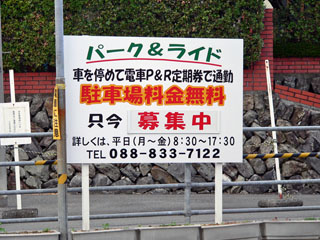 パーク&ライド
車を停めて電車P&R定期券で通勤
駐車場料金無料
只今 募集中
詳しくは、平日(月~金)8:30~17:30
TEL 088-833-7122